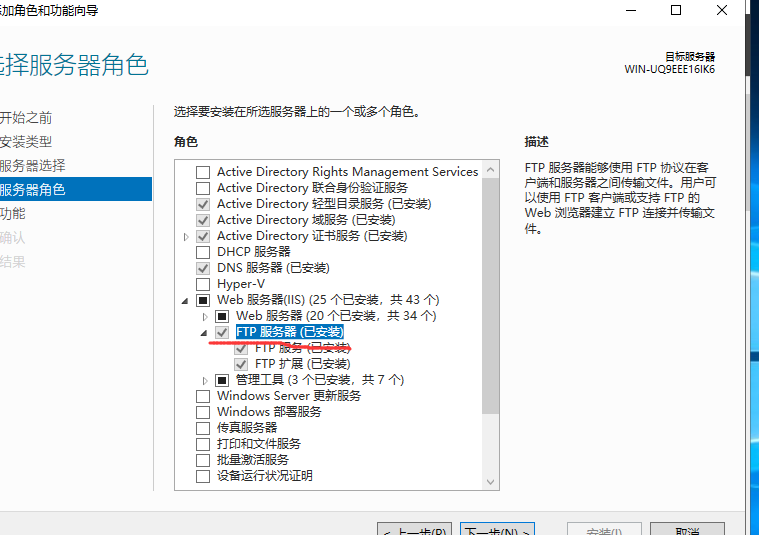 添加角色和功能向导
选择服务器角色
目标服务器
WIN-UQ9EEE16IK6
开始之前
安装类型
服务器选择
服务器角色
功能
确认
结果
选择要安装在所选服务器上的一个或多个角色。
角色
Active Directory Rights Management Services
Active Directory 联合身份验证服务
Active Directory 轻型目录服务 (已安装)
Active Directory 域服务 (已安装)
Active Directory 证书服务 (已安装)
DHCP 服务器
DNS 服务器 (已安装)
Hyper-V
Web 服务器(IIS) (25 个已安装，共 43 个)
Web 服务器 (20 个已安装，共 34 个)
FTP 服务器 (已安装)
FTP 服务 (已安装)
FTP 扩展 (已安装)
管理工具 (3 个已安装，共 7 个)
Windows Server 更新服务
Windows 部署服务
传真服务器
打印和文件服务
批量激活服务
设备运行状况证明
描述
FTP 服务器能够使用 FTP 协议在客
户端和服务器之间传输文件。用户可
以使用 FTP 客户端或支持 FTP 的
Web 浏览器建立 FTP 连接并传输文
件。
< 上一步(P)
下一步(N) >
安装(I)
取消